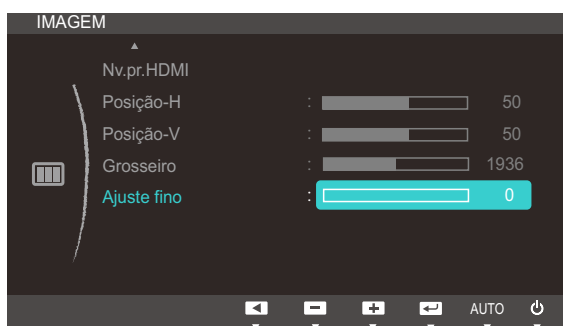 IMAGEM
Nv.pr.HDMI
Posição-H : 50
Posição-V : 50
Grosseiro : 1936
Ajuste fino : 0
AUTO